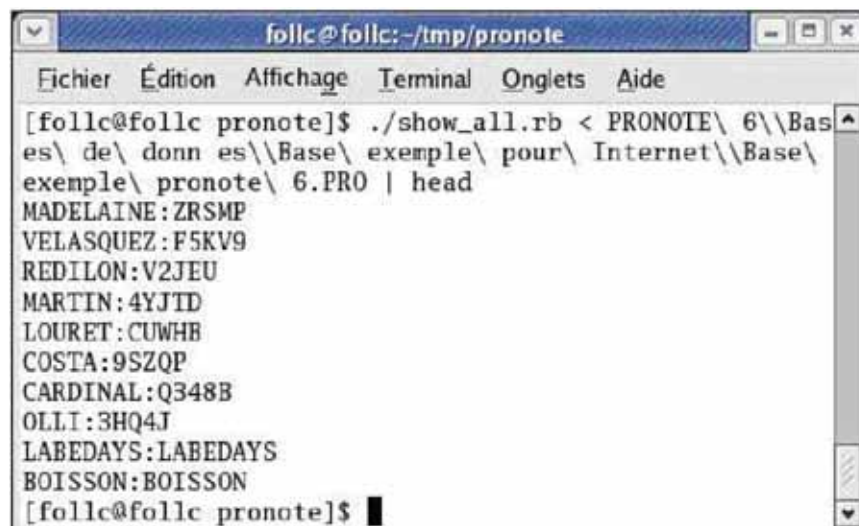 follc@follc:~/tmp/pronote
Fichier Édition Affichage Terminal Onglets Aide
[follc@follc pronote]$ ./show_all.rb < PRONOTE\ 6\\Bas
es\ de\ donn es\\Base\ exemple\ pour\ Internet\\Base\
exemple\ pronote\ 6.PRO | head
MADELAINE:ZRSMP
VELASQUEZ:F5KV9
REDILON:V2JEU
MARTIN:4YJTD
LOURET:CUWHB
COSTA:9SZQP
CARDINAL:Q348B
OLLI:3HQ4J
LABEDAYS:LABEDAYS
BOISSON:BOISSON
[follc@follc pronote]$